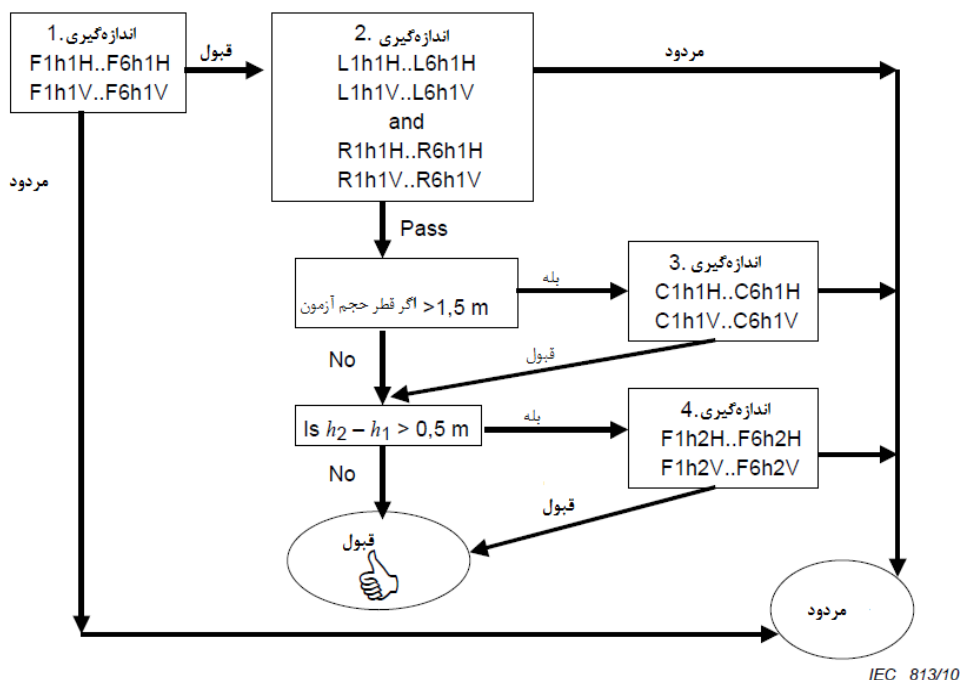 1. اندازه‌گیری
F1h1H..F6h1H
F1h1V..F6h1V
قبول
2. اندازه‌گیری
L1h1H..L6h1H
L1h1V..L6h1V
and
R1h1H..R6h1H
R1h1V..R6h1V
مردود
مردود
Pass
اگر قطر حجم آزمون >1,5 m
بله
3. اندازه‌گیری
C1h1H..C6h1H
C1h1V..C6h1V
No
قبول
Is h2 – h1 > 0,5 m
بله
4. اندازه‌گیری
F1h2H..F6h2H
F1h2V..F6h2V
No
قبول
قبول
مردود
IEC 813/10